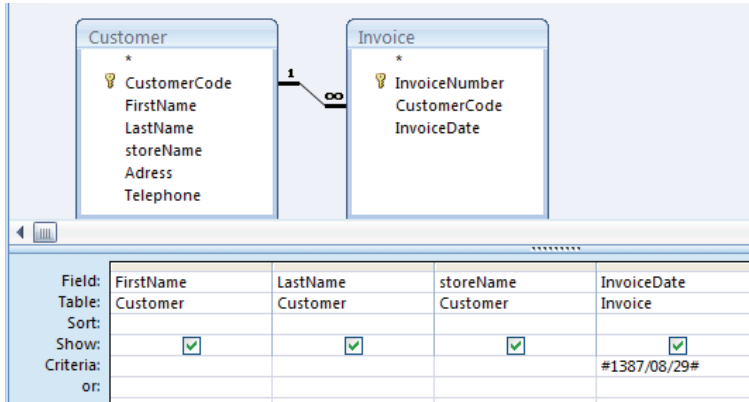 Customer
*
CustomerCode
FirstName
LastName
storeName
Adress
Telephone
1
∞
Invoice
*
InvoiceNumber
CustomerCode
InvoiceDate
Field: FirstName LastName storeName InvoiceDate
Table: Customer Customer Customer Invoice
Sort:
Show:
Criteria: #1387/08/29#
or: